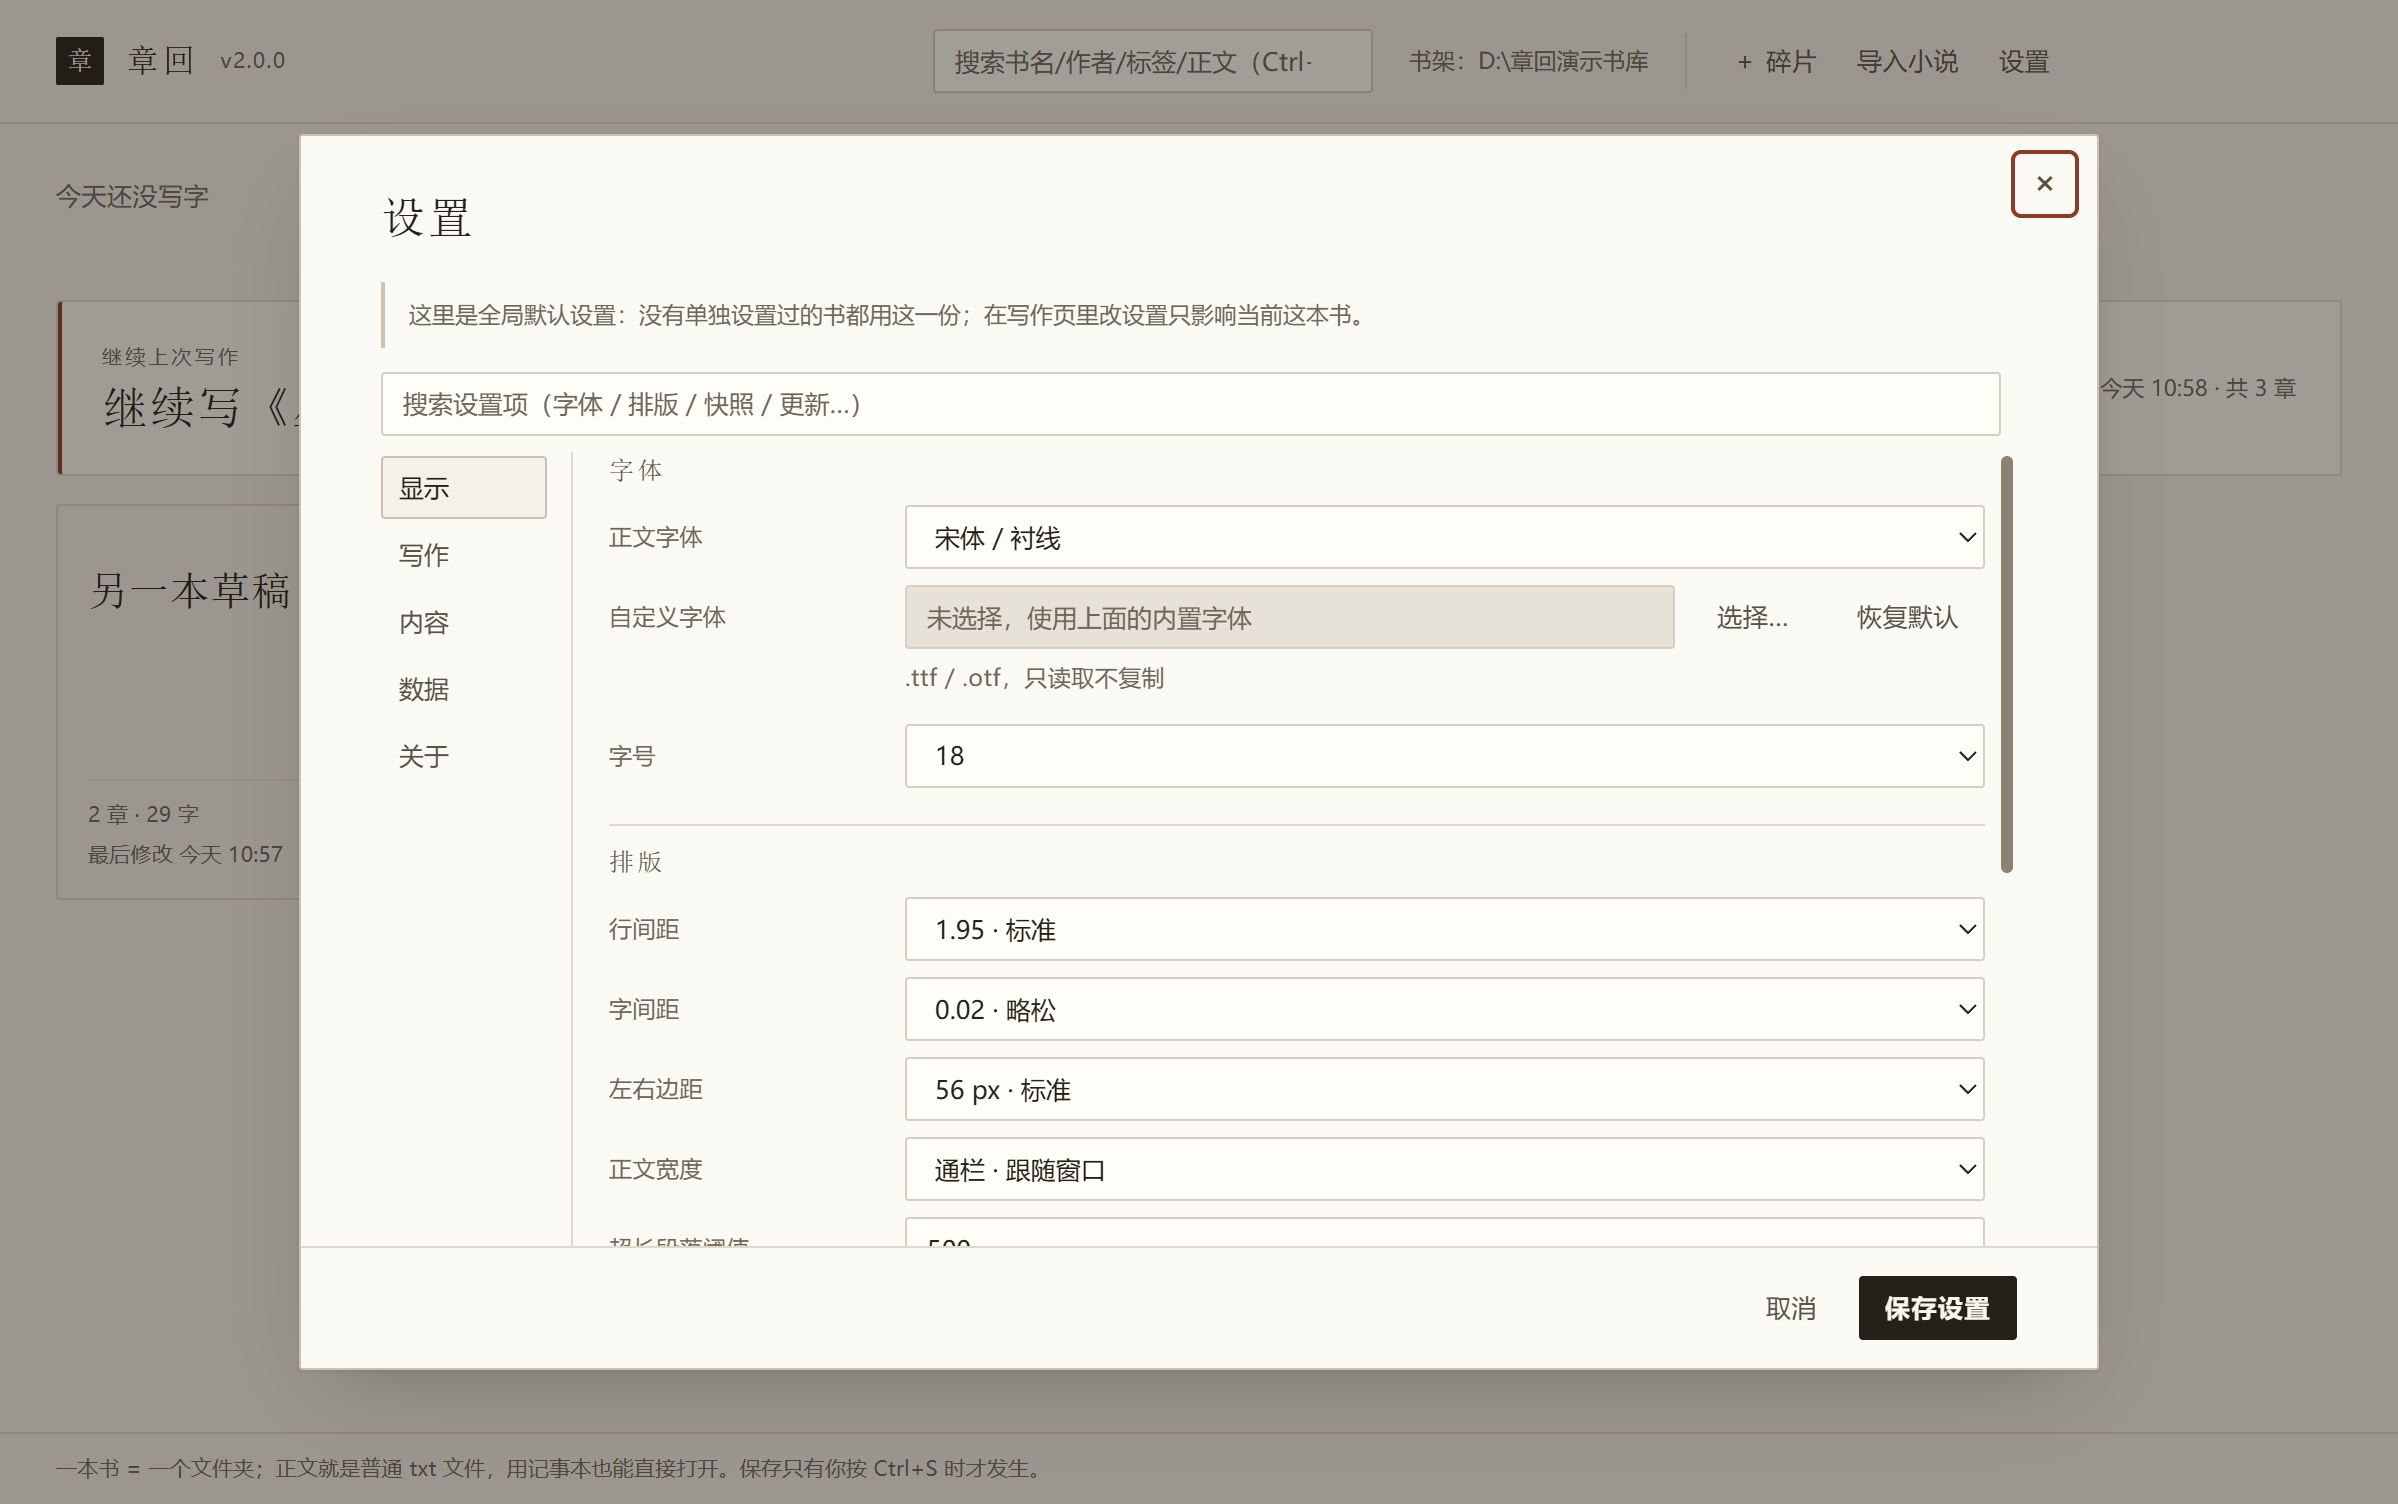 章 章回 v2.0.0 搜索书名/作者/标签/正文（Ctrl- 书架：D:\章回演示书库 + 碎片 导入小说 设置
今天还没写字
继续上次写作
继续写《
今天 10:58 · 共 3 章
另一本草稿
2 章 · 29 字
最后修改 今天 10:57
设置
×
这里是全局默认设置：没有单独设置过的书都用这一份；在写作页里改设置只影响当前这本书。
搜索设置项（字体 / 排版 / 快照 / 更新...）
显示
写作
内容
数据
关于
字体
正文字体 宋体 / 衬线
自定义字体 未选择，使用上面的内置字体 选择... 恢复默认
.ttf / .otf，只读取不复制
字号 18
排版
行间距 1.95 · 标准
字间距 0.02 · 略松
左右边距 56 px · 标准
正文宽度 通栏 · 跟随窗口
超长段落阈值 500
取消 保存设置
一本书 = 一个文件夹；正文就是普通 txt 文件，用记事本也能直接打开。保存只有你按 Ctrl+S 时才发生。